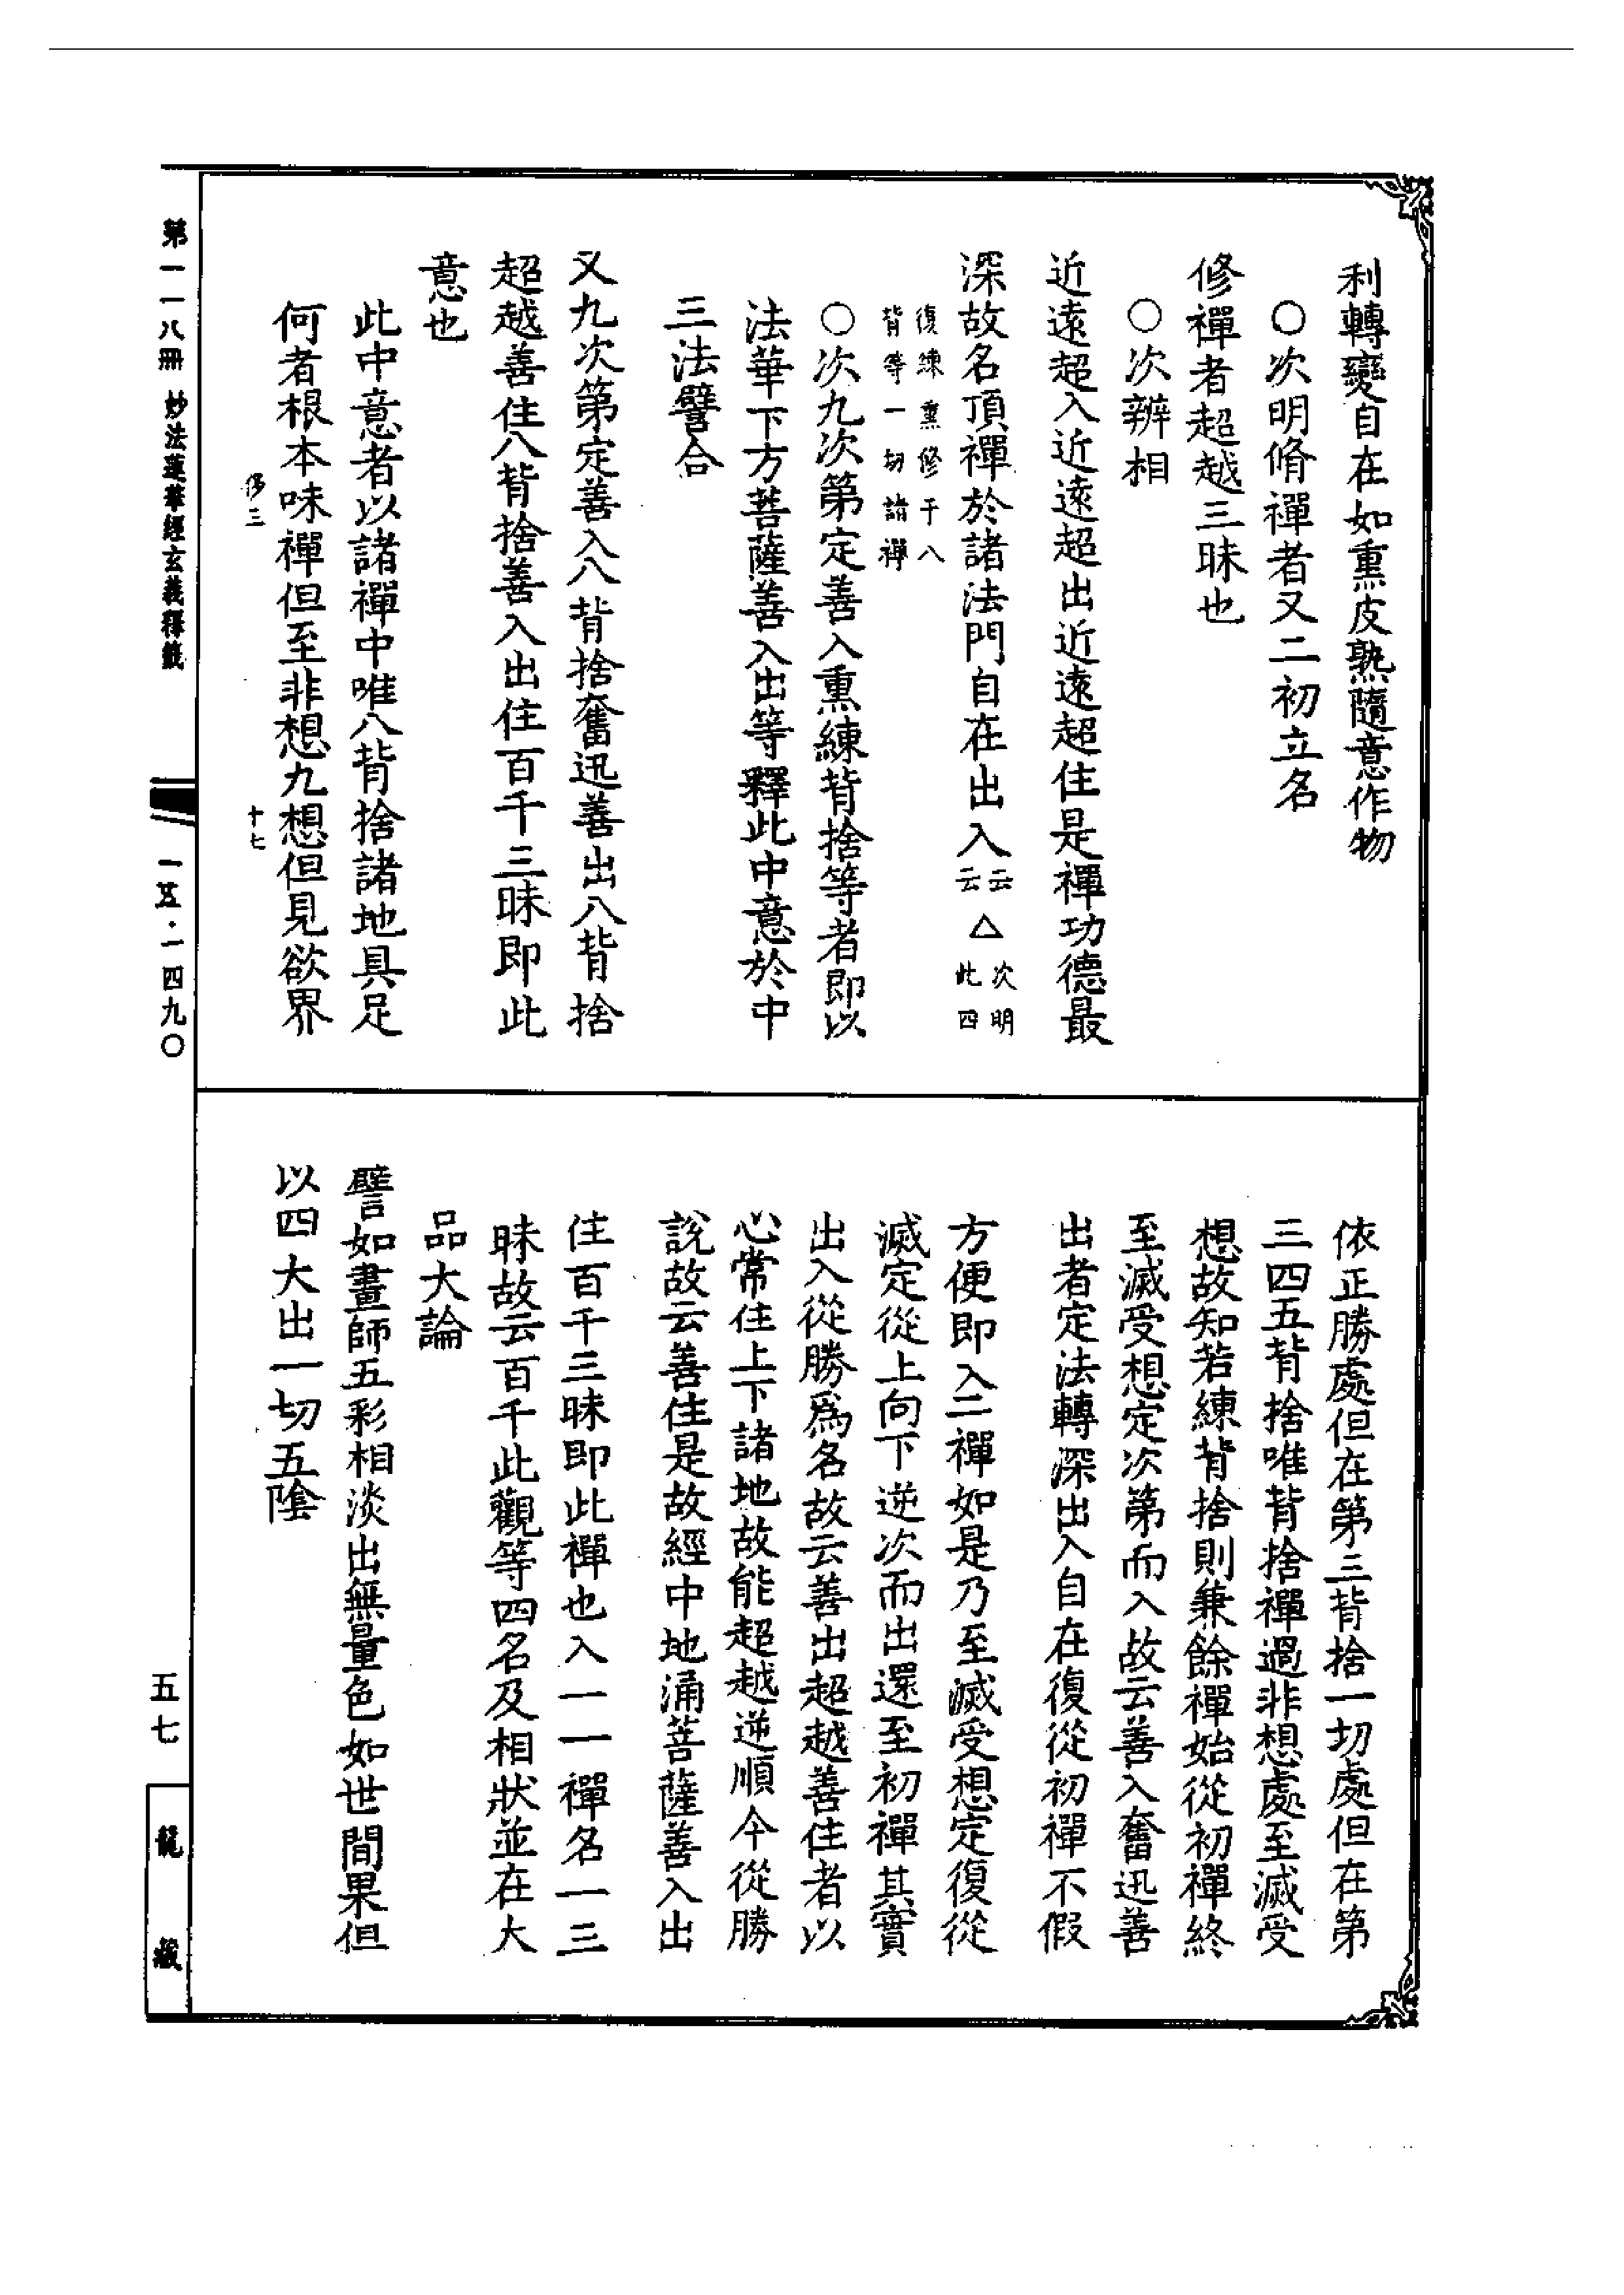 利轉變自在如熏皮熟隨意作物
○次明脩禪者又二初立名
修禪者超越三昧也
○次辨相
近遠超入近遠超出近遠超住是禪功德最
深故名頂禪於諸法門自在出入云云△次明此四
復練熏修于八
背等一切諸禪
○次九次第定善入熏練背捨等者即以
法華下方菩薩善入出等釋此中意於中
三法譬合
又九次第定善入八背捨奮迅善出八背捨
超越善住八背捨善入出住百千三昧即此
意也
此中意者以諸禪中唯八背捨諸地具足
何者根本味禪但至非想九想但見欲界
依正勝處但在第三背捨一切處但在第
三四五背捨唯背捨禪過非想處至滅受
想故知若練背捨則兼餘禪始從初禪終
至滅受想定次第而入故云善入奮迅善
出者定法轉深出入自在復從初禪不假
方便即入二禪如是乃至滅受想定復從
滅定從上向下逆次而出還至初禪其實
出入從勝爲名故云善出超越善住者以
心常住上下諸地故能超越逆順今從勝
說故云善住是故經中地涌菩薩善入出
住百千三昧即此禪也入一一禪名一三
昧故云百千此觀等四名及相狀並在大
品大論
譬如畫師五彩相淡出無量色如世間果但
以四大出一切五陰
第一一八冊 妙法蓮華經玄義釋籤
一五·一四九〇
五七
龍藏
十七